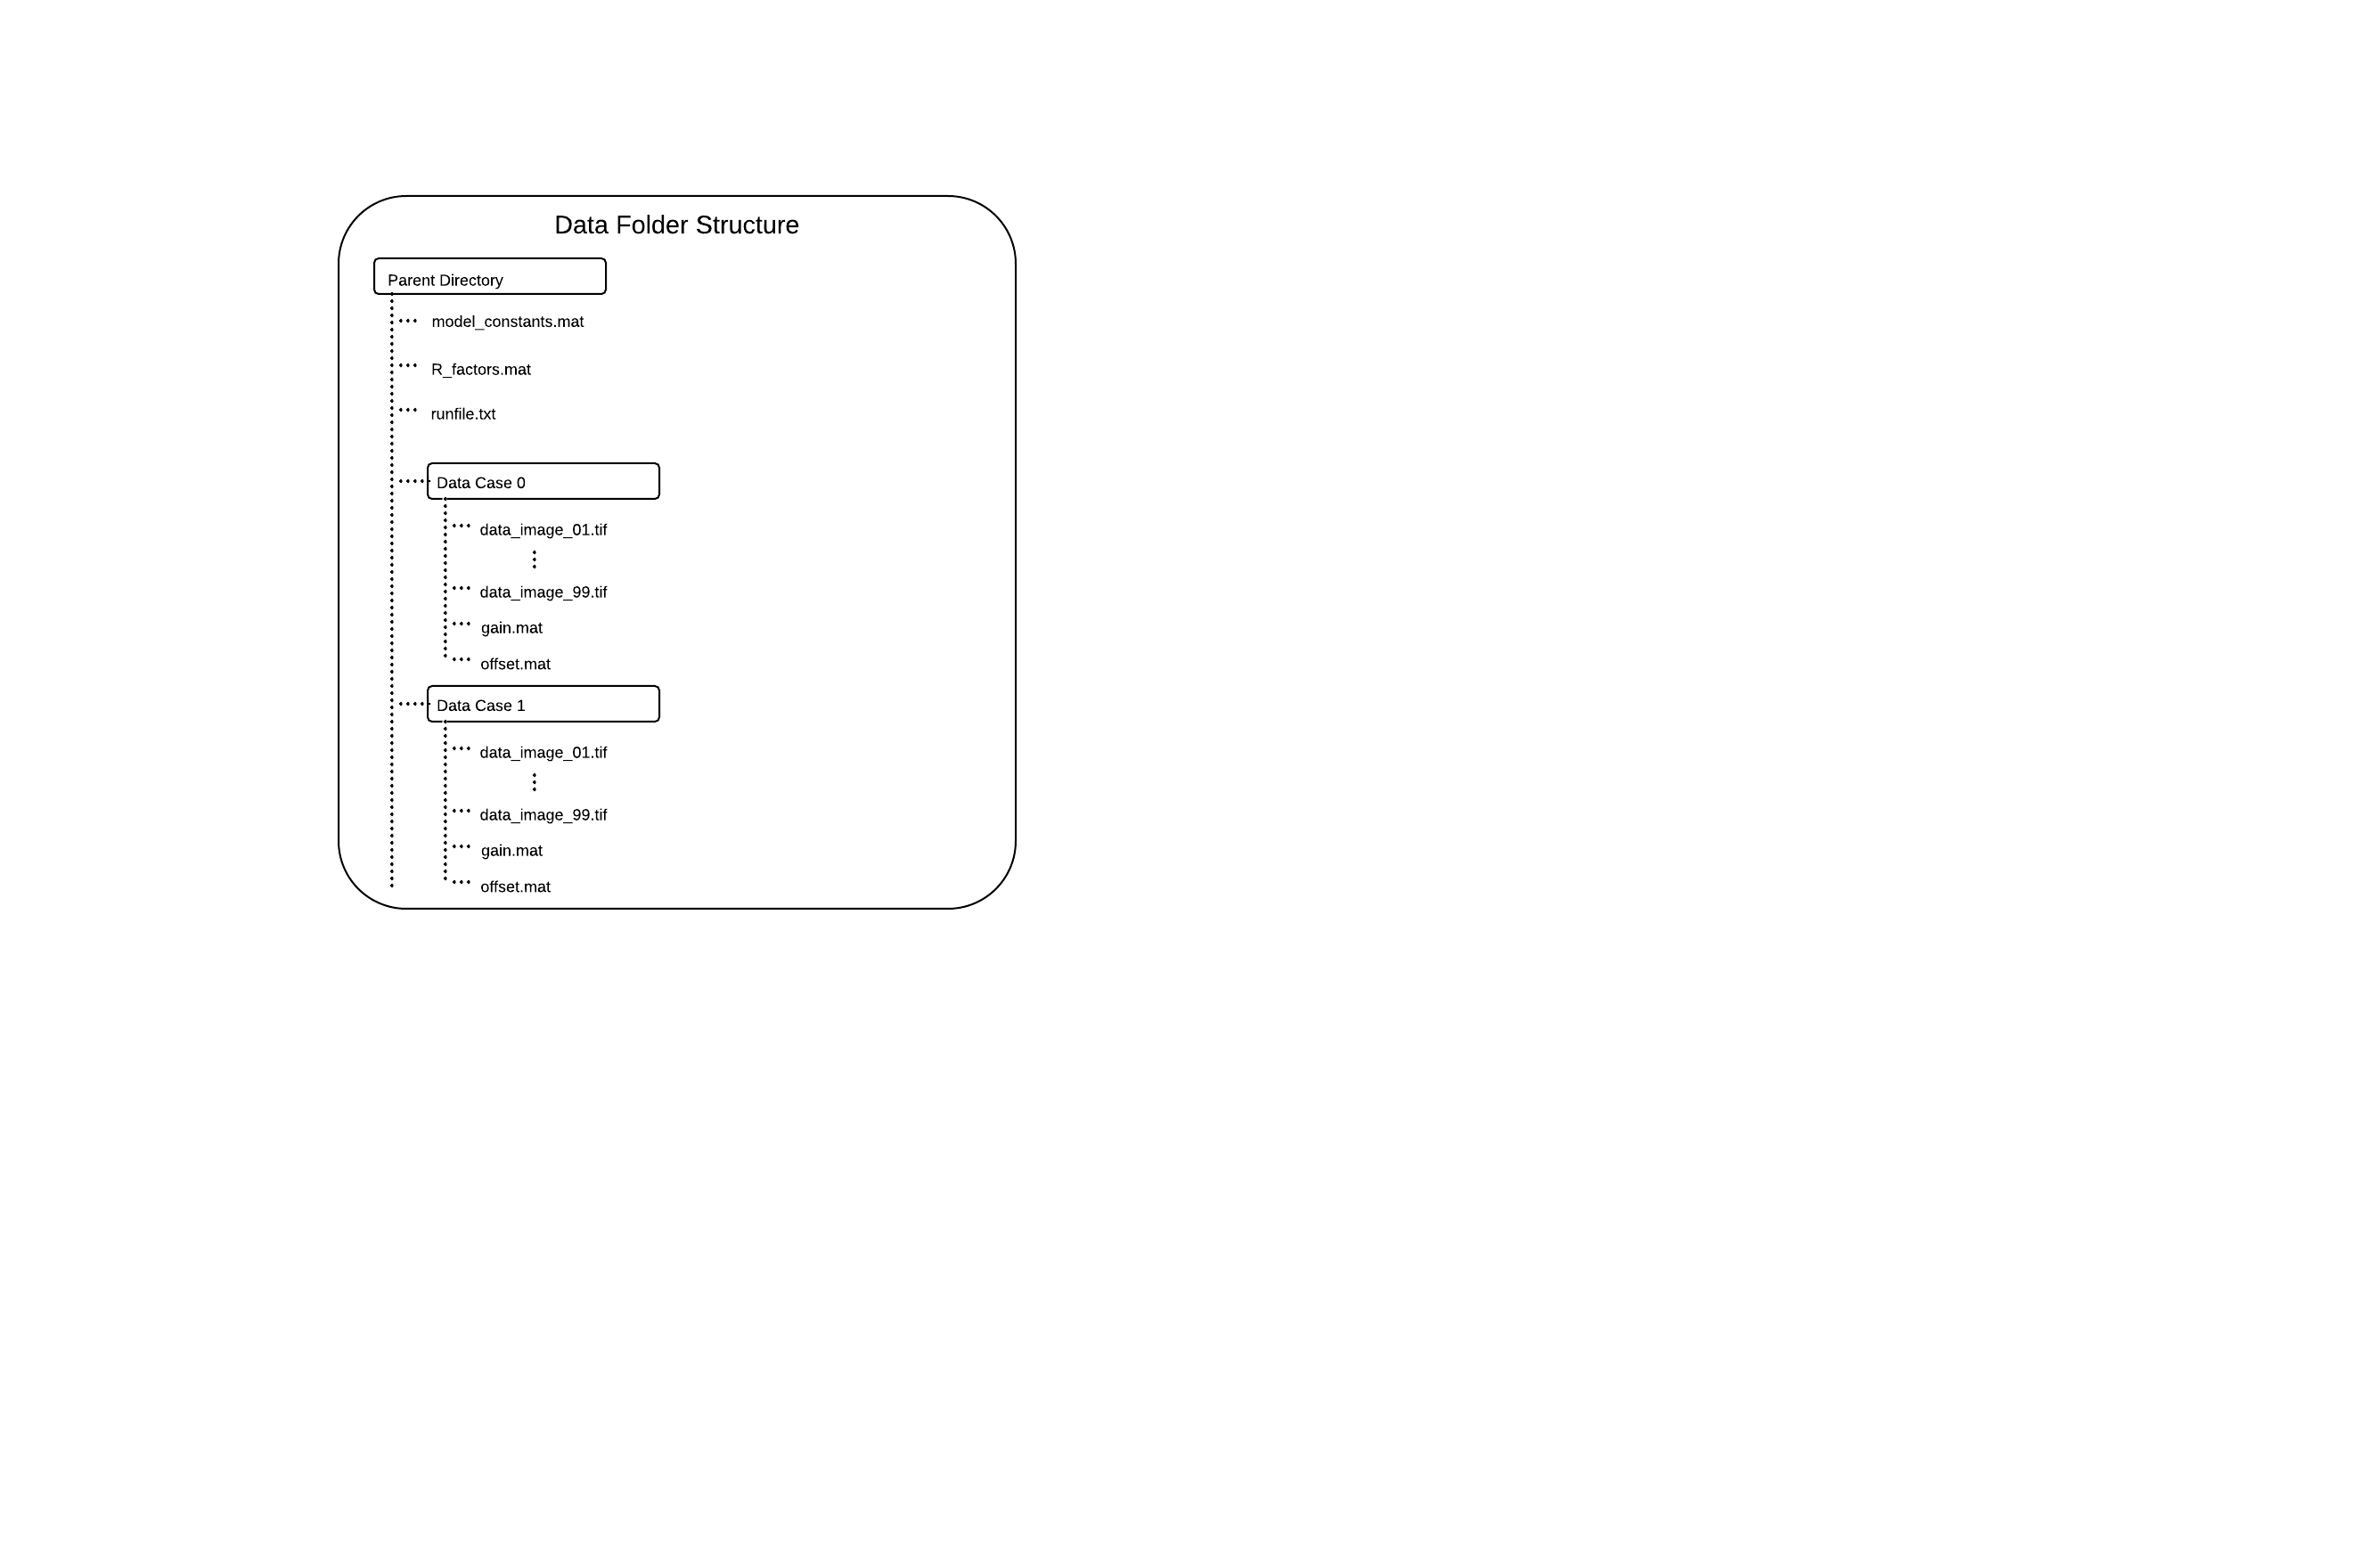 Data Folder Structure
Parent Directory
model_constants.mat
R_factors.mat
runfile.txt
Data Case 0
data_image_01.tif
data_image_99.tif
gain.mat
offset.mat
Data Case 1
data_image_01.tif
data_image_99.tif
gain.mat
offset.mat